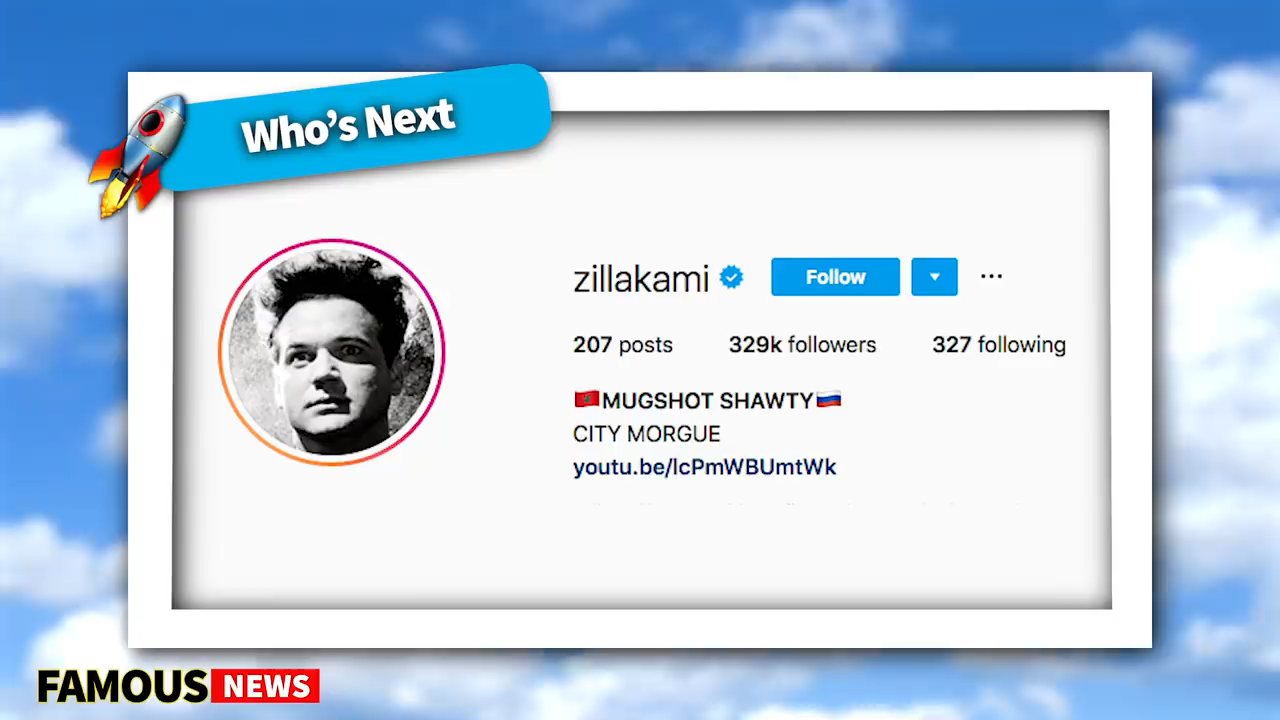 Who's Next
zillakami Follow ...
207 posts 329k followers 327 following
🇲🇦MUGSHOT SHAWTY🇷🇺
CITY MORGUE
youtu.be/lcPmWBUmtWk
FAMOUS NEWS